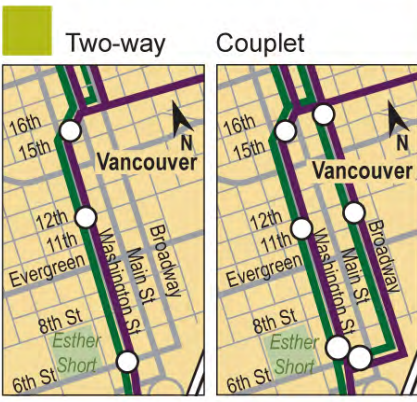 Two-way
Couplet
16th
15th
N
Vancouver
12th
11th
Evergreen
Washington St
Main St
Broadway
8th St
Esther
Short
6th St
16th
15th
N
Vancouver
12th
11th
Evergreen
Washington St
Main St
Broadway
8th St
Esther
Short
6th St